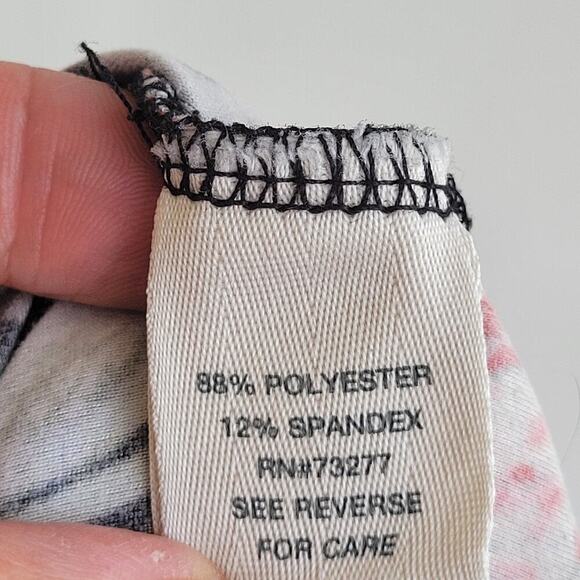 88% POLYESTER
12% SPANDEX
RN#73277
SEE REVERSE
FOR CARE